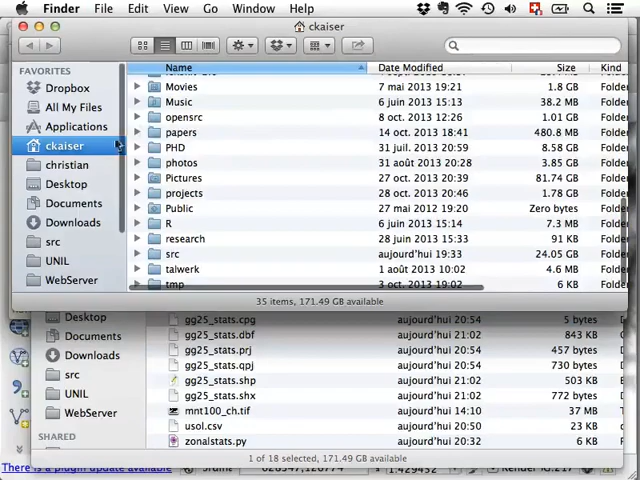 Finder File Edit View Go Window Help
ckaiser
FAVORITES
Dropbox
All My Files
Applications
ckaiser
christian
Desktop
Documents
Downloads
src
UNIL
WebServer
Name Date Modified Size Kind
Movies 7 mai 2013 19:21 1.8 GB Folder
Music 6 juin 2013 15:13 38.2 MB Folder
opensrc 8 oct. 2013 12:26 1.01 GB Folder
papers 14 oct. 2013 18:41 480.8 MB Folder
PHD 31 juil. 2013 20:59 8.58 GB Folder
photos 31 août 2013 20:28 3.85 GB Folder
Pictures 27 oct. 2013 20:39 81.74 GB Folder
projects 28 oct. 2013 20:46 1.78 GB Folder
Public 27 mai 2012 19:20 Zero bytes Folder
R 6 juin 2013 15:14 7.3 MB Folder
research 28 juin 2013 15:33 91 KB Folder
src aujourd'hui 19:33 24.05 GB Folder
talwerk 1 août 2013 10:02 4.6 MB Folder
tmp 3 oct. 2013 19:02 6 KB Folder
35 items, 171.49 GB available
Desktop
Documents
Downloads
src
UNIL
WebServer
SHARED
gg25_stats.cpg aujourd'hui 20:54 5 bytes
gg25_stats.dbf aujourd'hui 21:02 843 KB
gg25_stats.prj aujourd'hui 20:54 457 bytes
gg25_stats.qpj aujourd'hui 20:54 730 bytes
gg25_stats.shp aujourd'hui 21:02 503 KB
gg25_stats.shx aujourd'hui 21:02 772 bytes
mnt100_ch.tif aujourd'hui 14:10 37 MB
usol.csv aujourd'hui 20:50 23 KB
zonalstats.py aujourd'hui 20:32 6 KB
1 of 18 selected, 171.49 GB available
There is a plugin update available